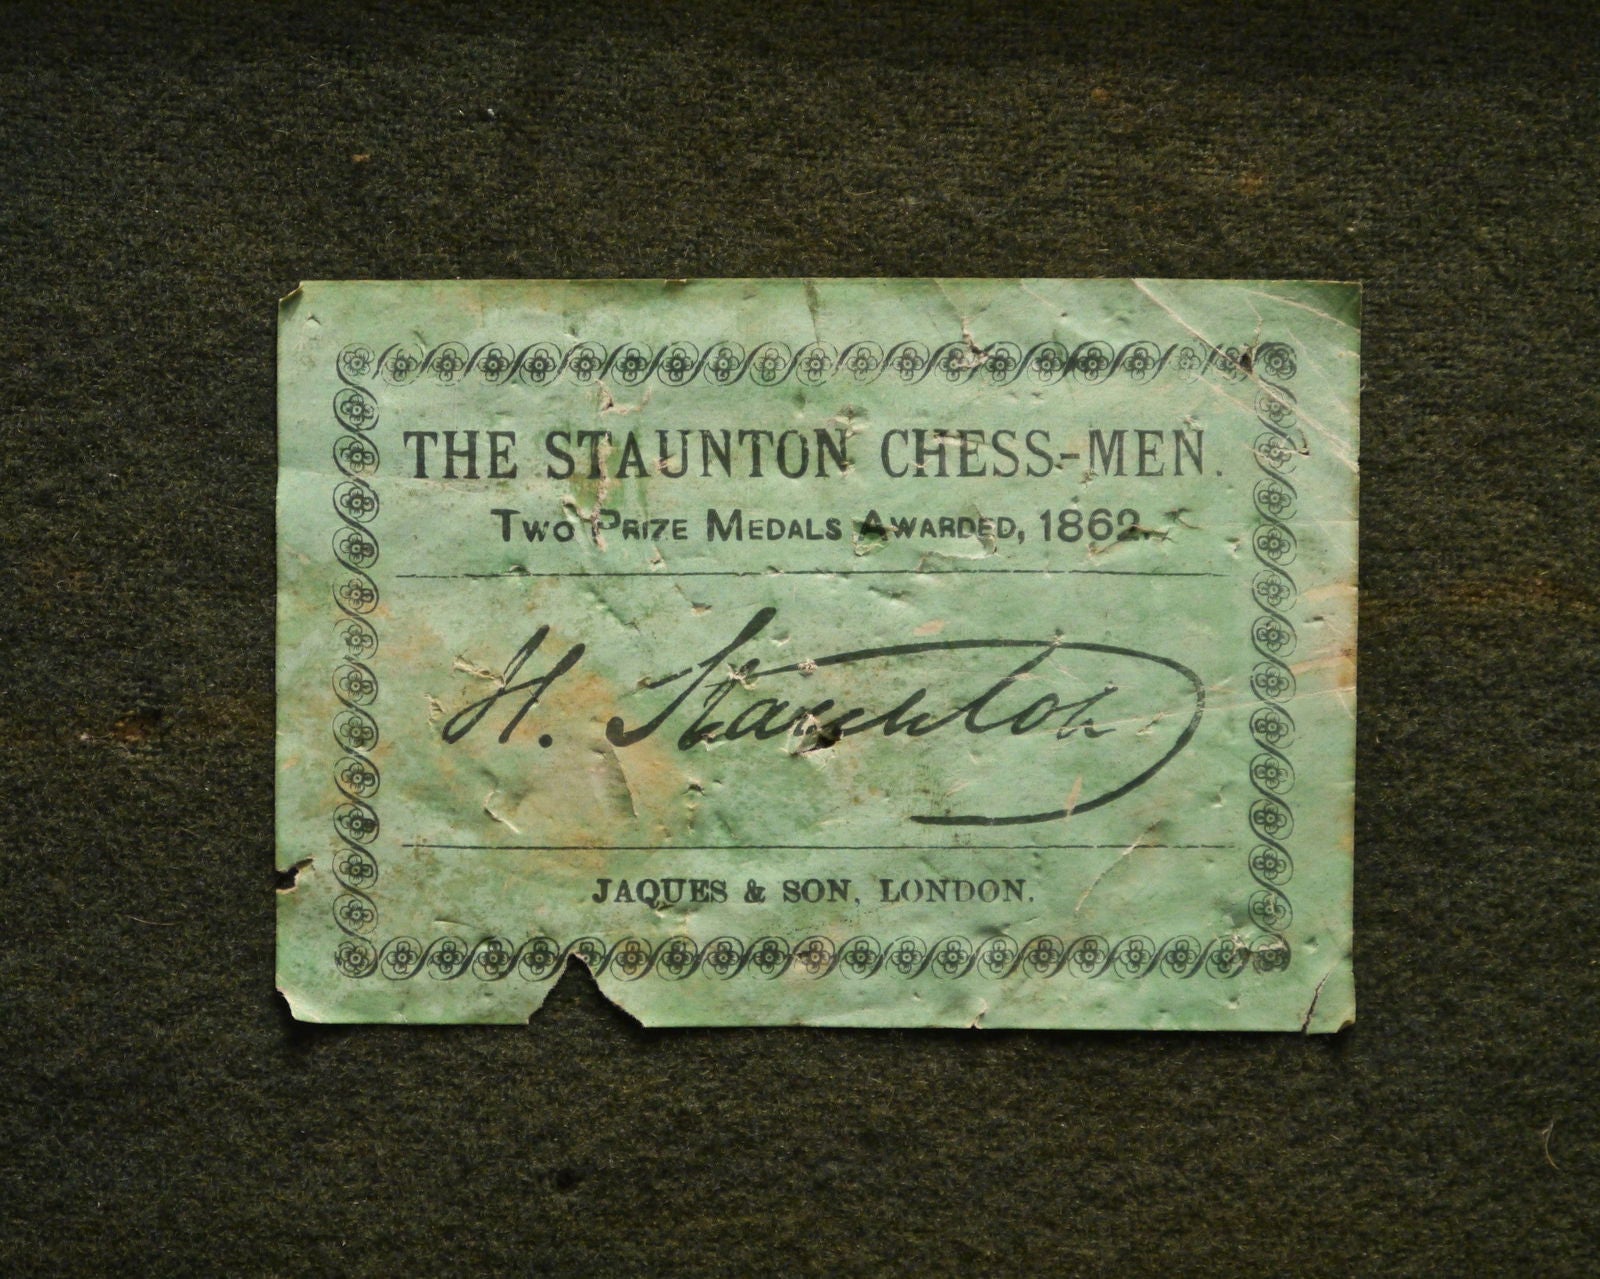 THE STAUNTON CHESS-MEN.
TWO PRIZE MEDALS AWARDED, 1862.
H. Staunton
JAQUES & SON, LONDON.